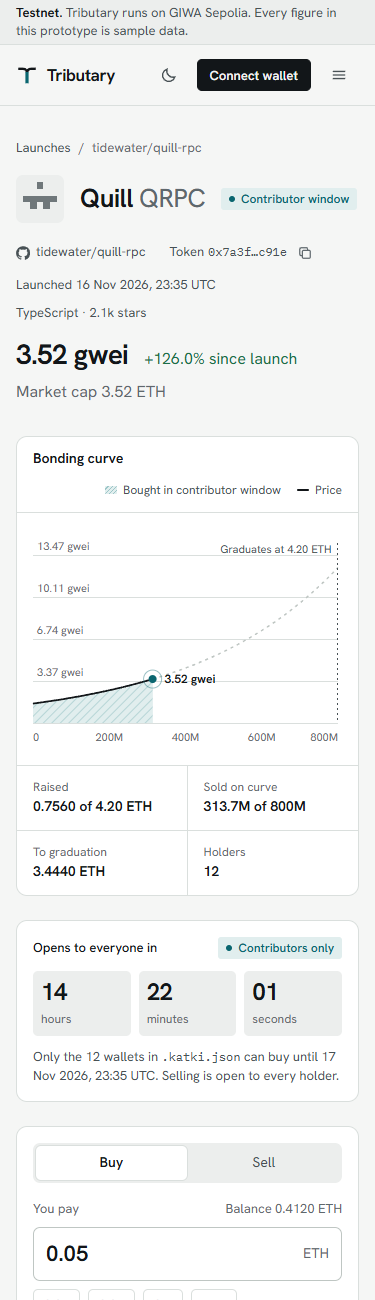 Testnet. Tributary runs on GIWA Sepolia. Every figure in
this prototype is sample data.
Tributary
Connect wallet
Launches / tidewater/quill-rpc
Quill QRPC
Contributor window
tidewater/quill-rpc
Token 0x7a3f…c91e
Launched 16 Nov 2026, 23:35 UTC
TypeScript · 2.1k stars
3.52 gwei
+126.0% since launch
Market cap 3.52 ETH
Bonding curve
Bought in contributor window
Price
13.47 gwei
Graduates at 4.20 ETH
10.11 gwei
6.74 gwei
3.37 gwei
3.52 gwei
0 200M 400M 600M 800M
Raised
0.7560 of 4.20 ETH
Sold on curve
313.7M of 800M
To graduation
3.4440 ETH
Holders
12
Opens to everyone in
Contributors only
14
hours
22
minutes
01
seconds
Only the 12 wallets in .katki.json can buy until 17
Nov 2026, 23:35 UTC. Selling is open to every holder.
Buy
Sell
You pay
Balance 0.4120 ETH
0.05
ETH